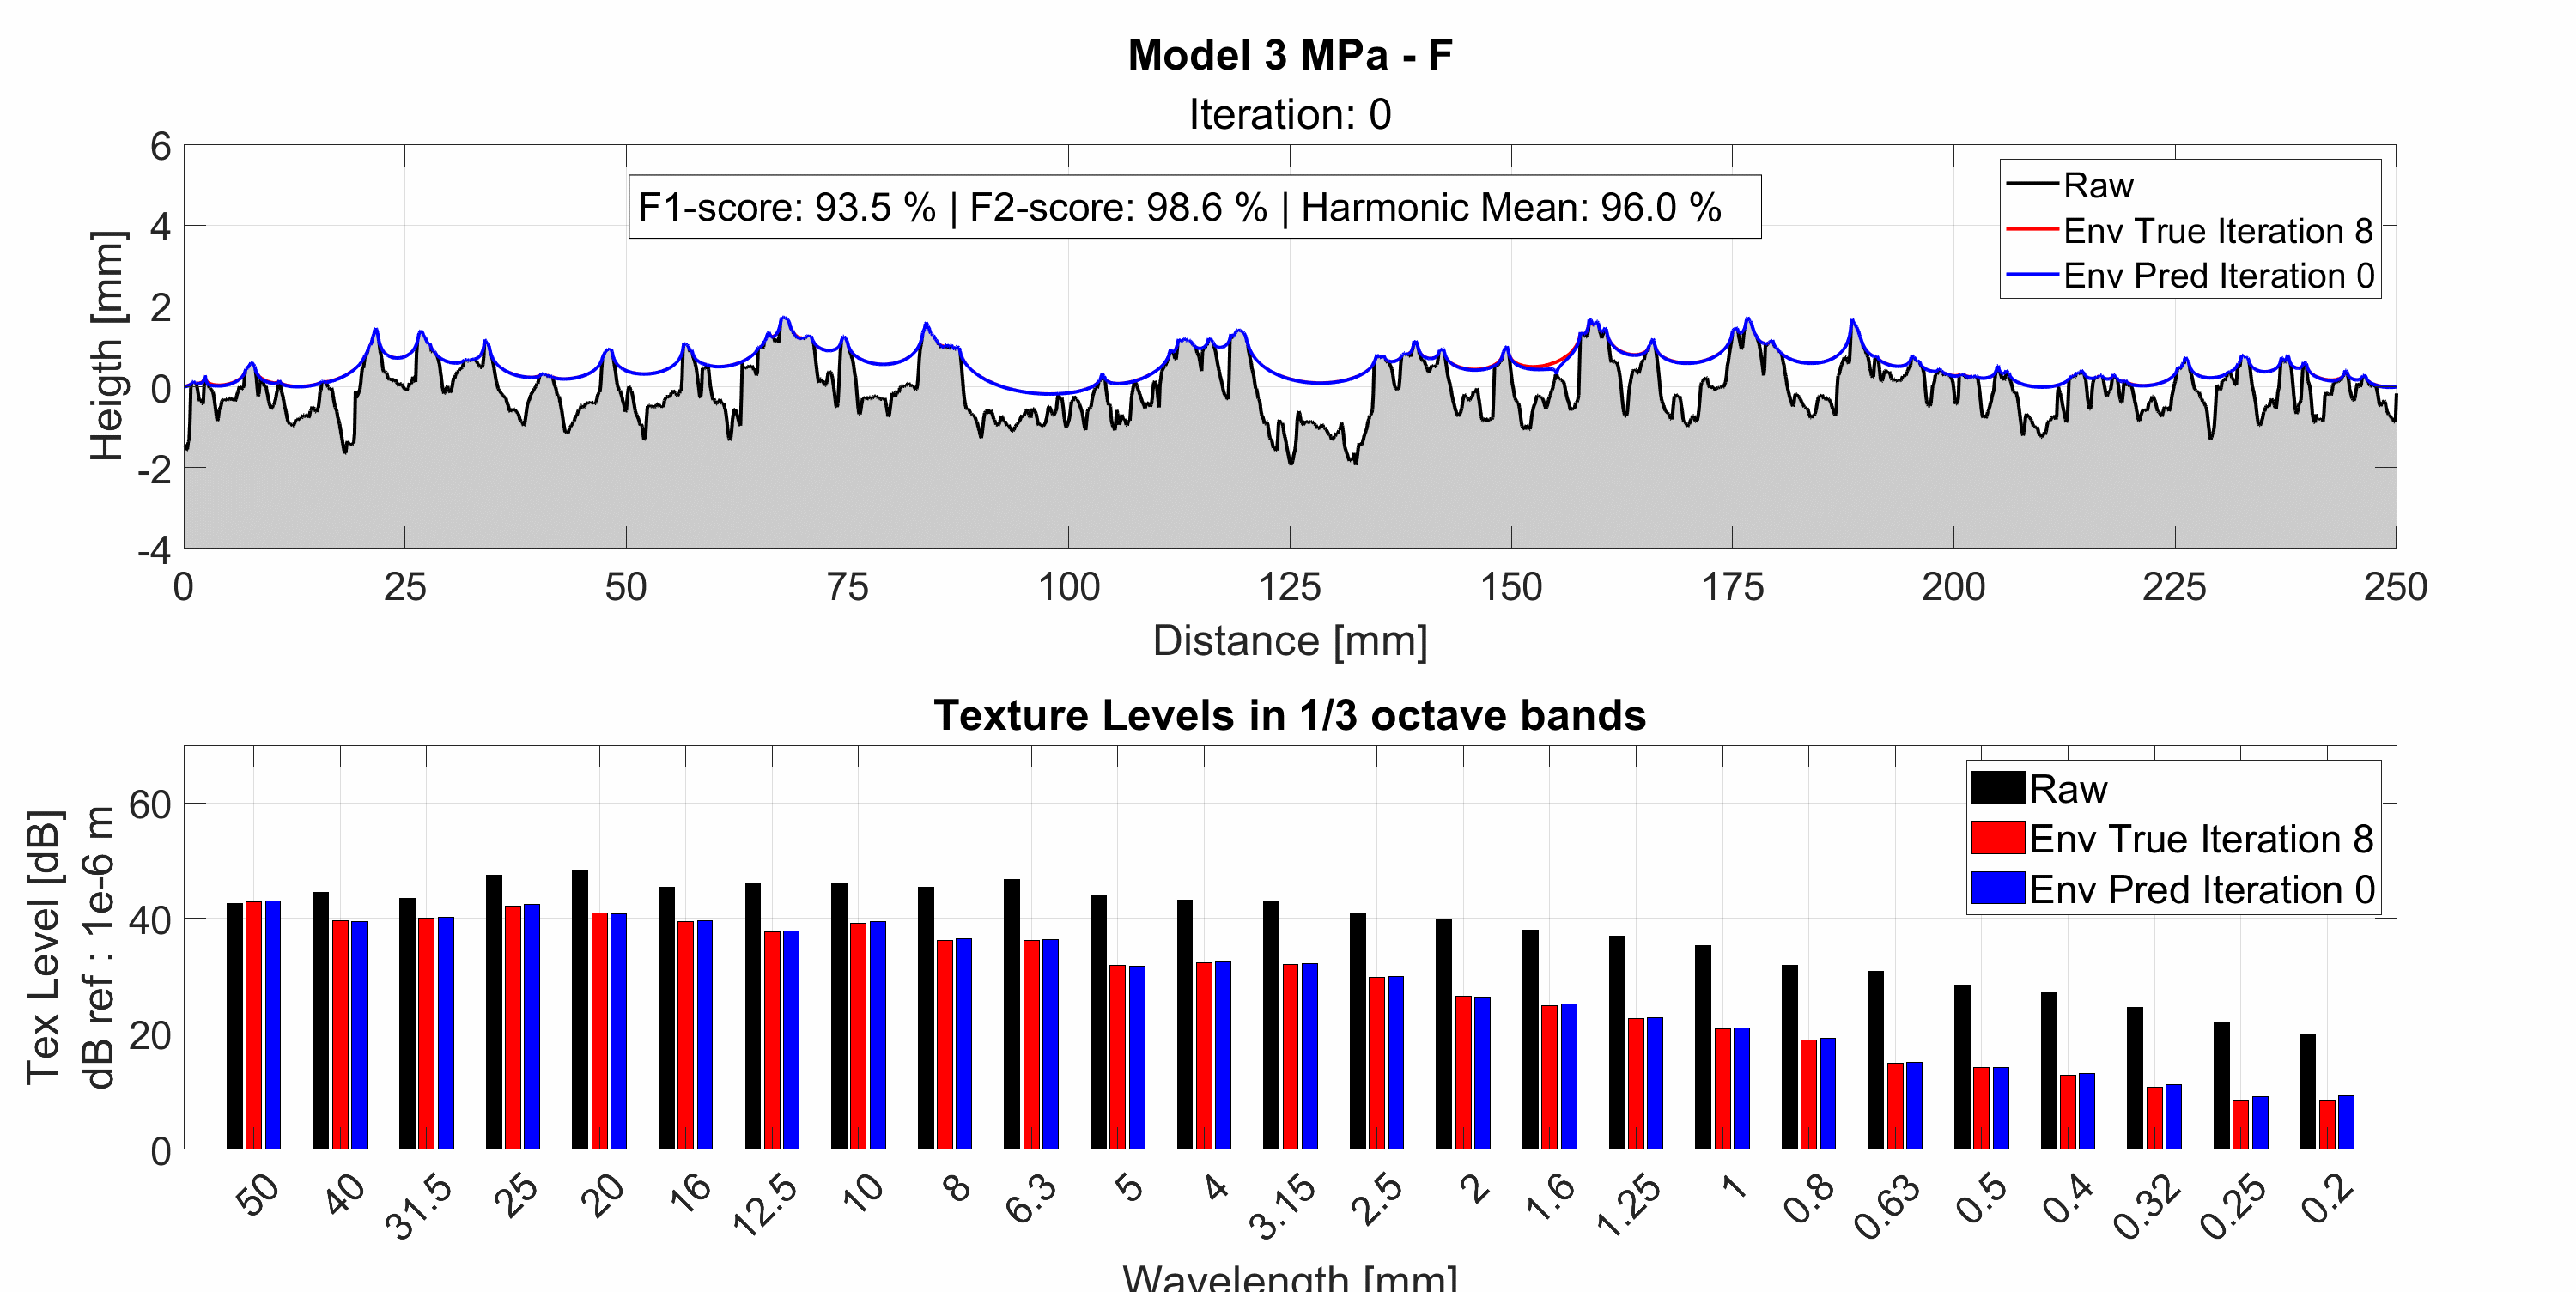 Model 3 MPa - F
Iteration: 0
F1-score: 93.5 % | F2-score: 98.6 % | Harmonic Mean: 96.0 %
Raw
Env True Iteration 8
Env Pred Iteration 0
Heigth [mm]
6
4
2
0
-2
-4
0 25 50 75 100 125 150 175 200 225 250
Distance [mm]
Texture Levels in 1/3 octave bands
Raw
Env True Iteration 8
Env Pred Iteration 0
Tex Level [dB]
dB ref : 1e-6 m
60
40
20
0
50 40 31.5 25 20 16 12.5 10 8 6.3 5 4 3.15 2.5 2 1.6 1.25 1 0.8 0.63 0.5 0.4 0.32 0.25 0.2
Wavelength [mm]